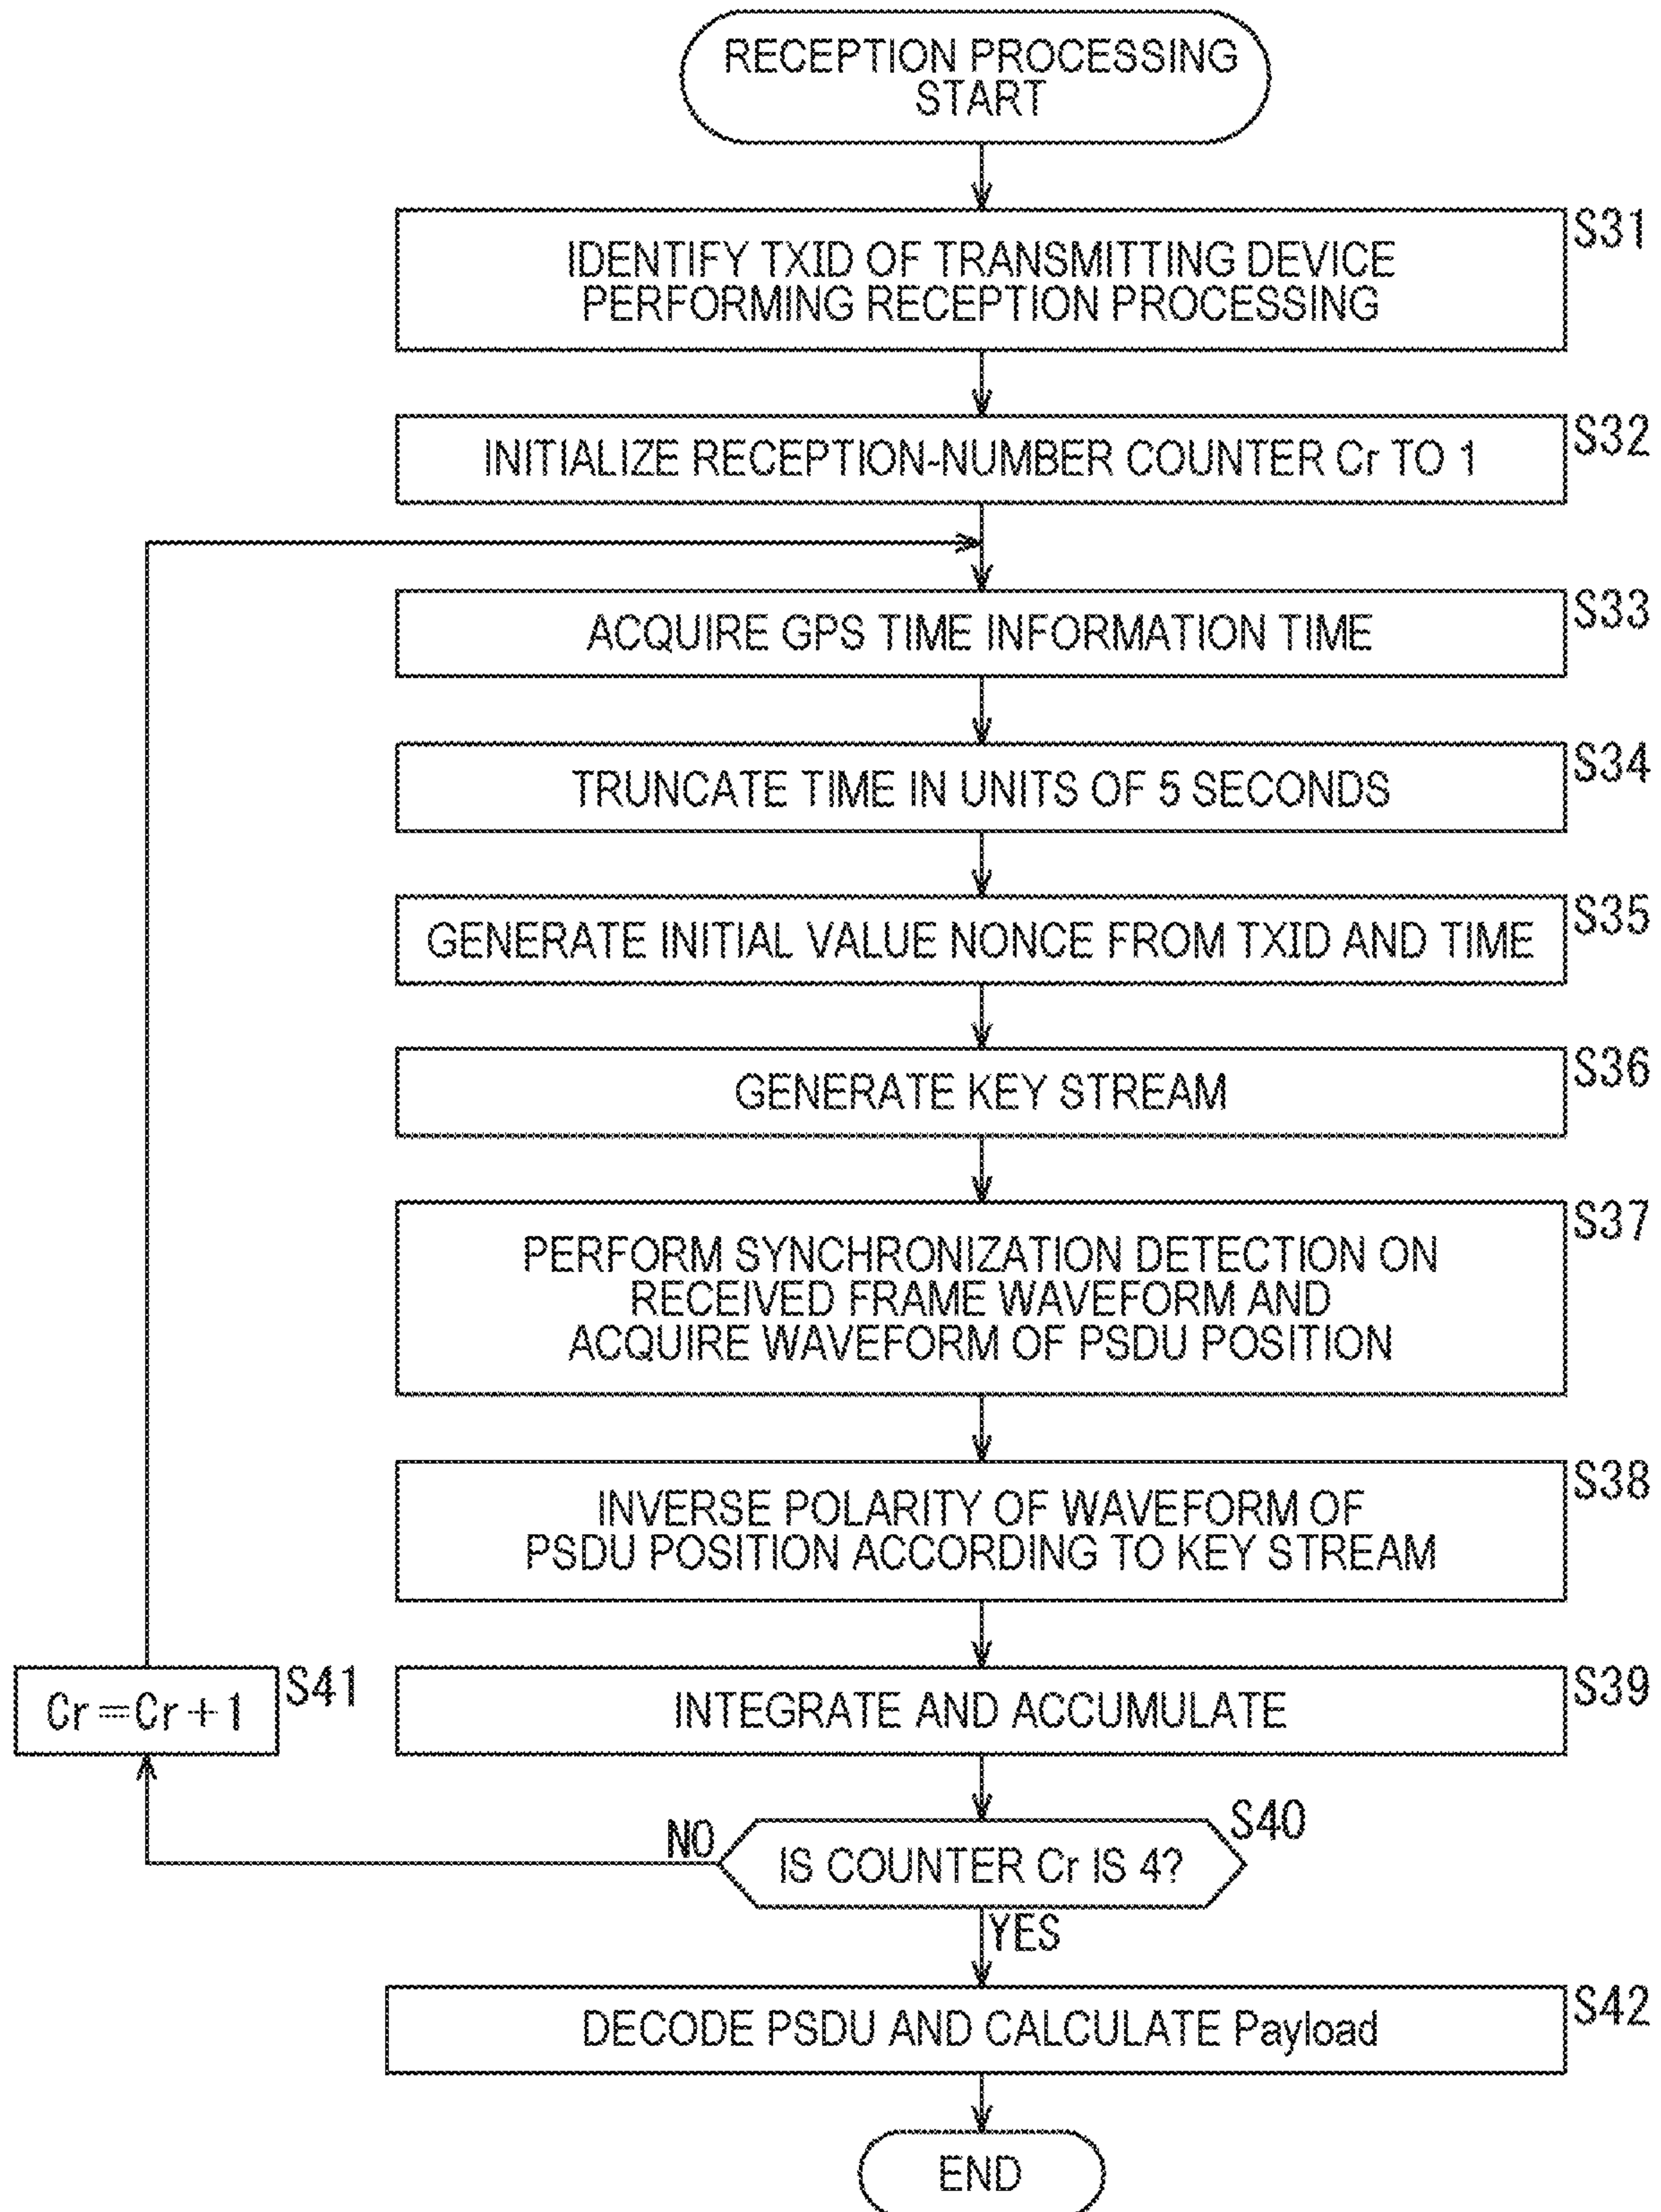 RECEPTION PROCESSING
START
S31
IDENTIFY TXID OF TRANSMITTING DEVICE
PERFORMING RECEPTION PROCESSING
S32
INITIALIZE RECEPTION-NUMBER COUNTER Cr TO 1
S33
ACQUIRE GPS TIME INFORMATION TIME
S34
TRUNCATE TIME IN UNITS OF 5 SECONDS
S35
GENERATE INITIAL VALUE NONCE FROM TXID AND TIME
S36
GENERATE KEY STREAM
S37
PERFORM SYNCHRONIZATION DETECTION ON
RECEIVED FRAME WAVEFORM AND
ACQUIRE WAVEFORM OF PSDU POSITION
S38
INVERSE POLARITY OF WAVEFORM OF
PSDU POSITION ACCORDING TO KEY STREAM
S41
Cr=Cr+1
S39
INTEGRATE AND ACCUMULATE
S40
NO
IS COUNTER Cr IS 4?
YES
S42
DECODE PSDU AND CALCULATE Payload
END